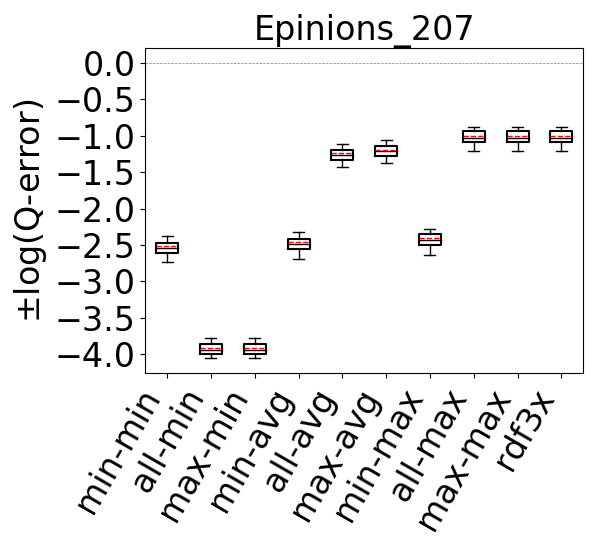 Epinions_207
±log(Q-error)
0.0
−0.5
−1.0
−1.5
−2.0
−2.5
−3.0
−3.5
−4.0
min-min
all-min
max-min
min-avg
all-avg
max-avg
min-max
all-max
max-max
rdf3x